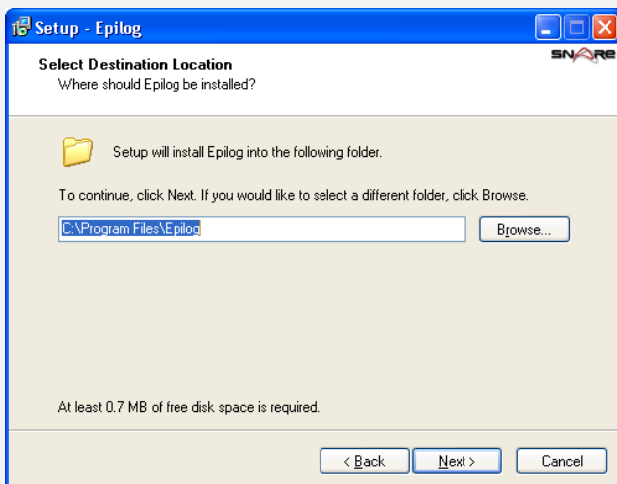 Setup - Epilog
SNARE
Select Destination Location
Where should Epilog be installed?
Setup will install Epilog into the following folder.
To continue, click Next. If you would like to select a different folder, click Browse.
C:\Program Files\Epilog
Browse...
At least 0.7 MB of free disk space is required.
< Back
Next >
Cancel